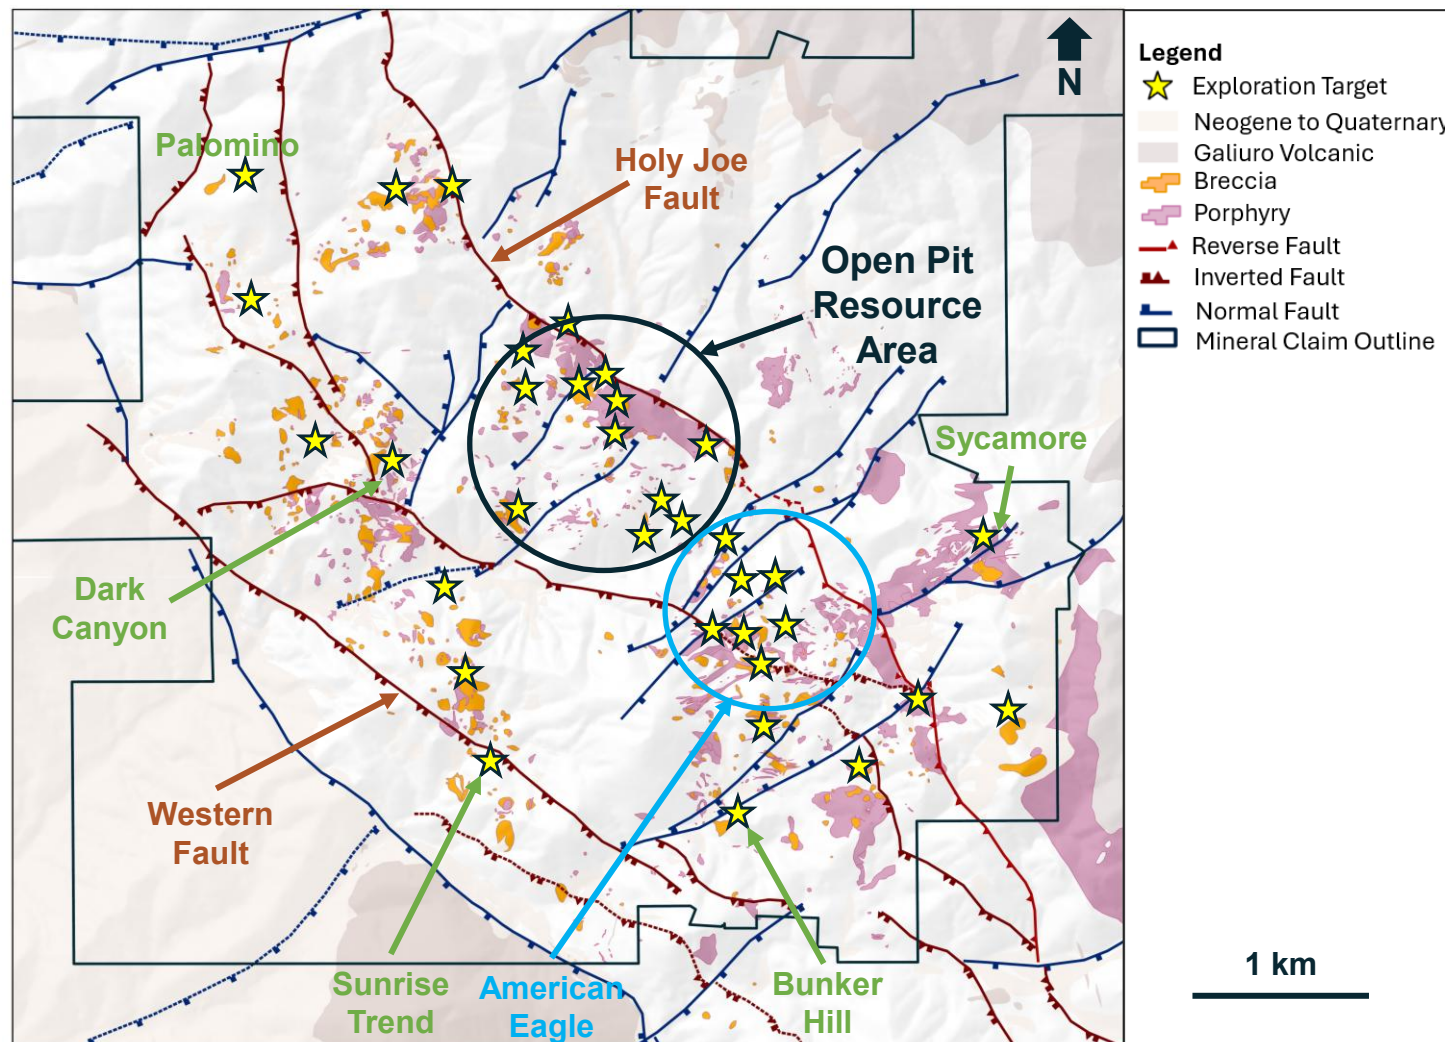 N
Palomino
Holy Joe
Fault
Open Pit
Resource
Area
Sycamore
Dark
Canyon
Western
Fault
Sunrise
Trend
American
Eagle
Bunker
Hill
Legend
Exploration Target
Neogene to Quaternary
Galiuro Volcanic
Breccia
Porphyry
Reverse Fault
Inverted Fault
Normal Fault
Mineral Claim Outline
1 km